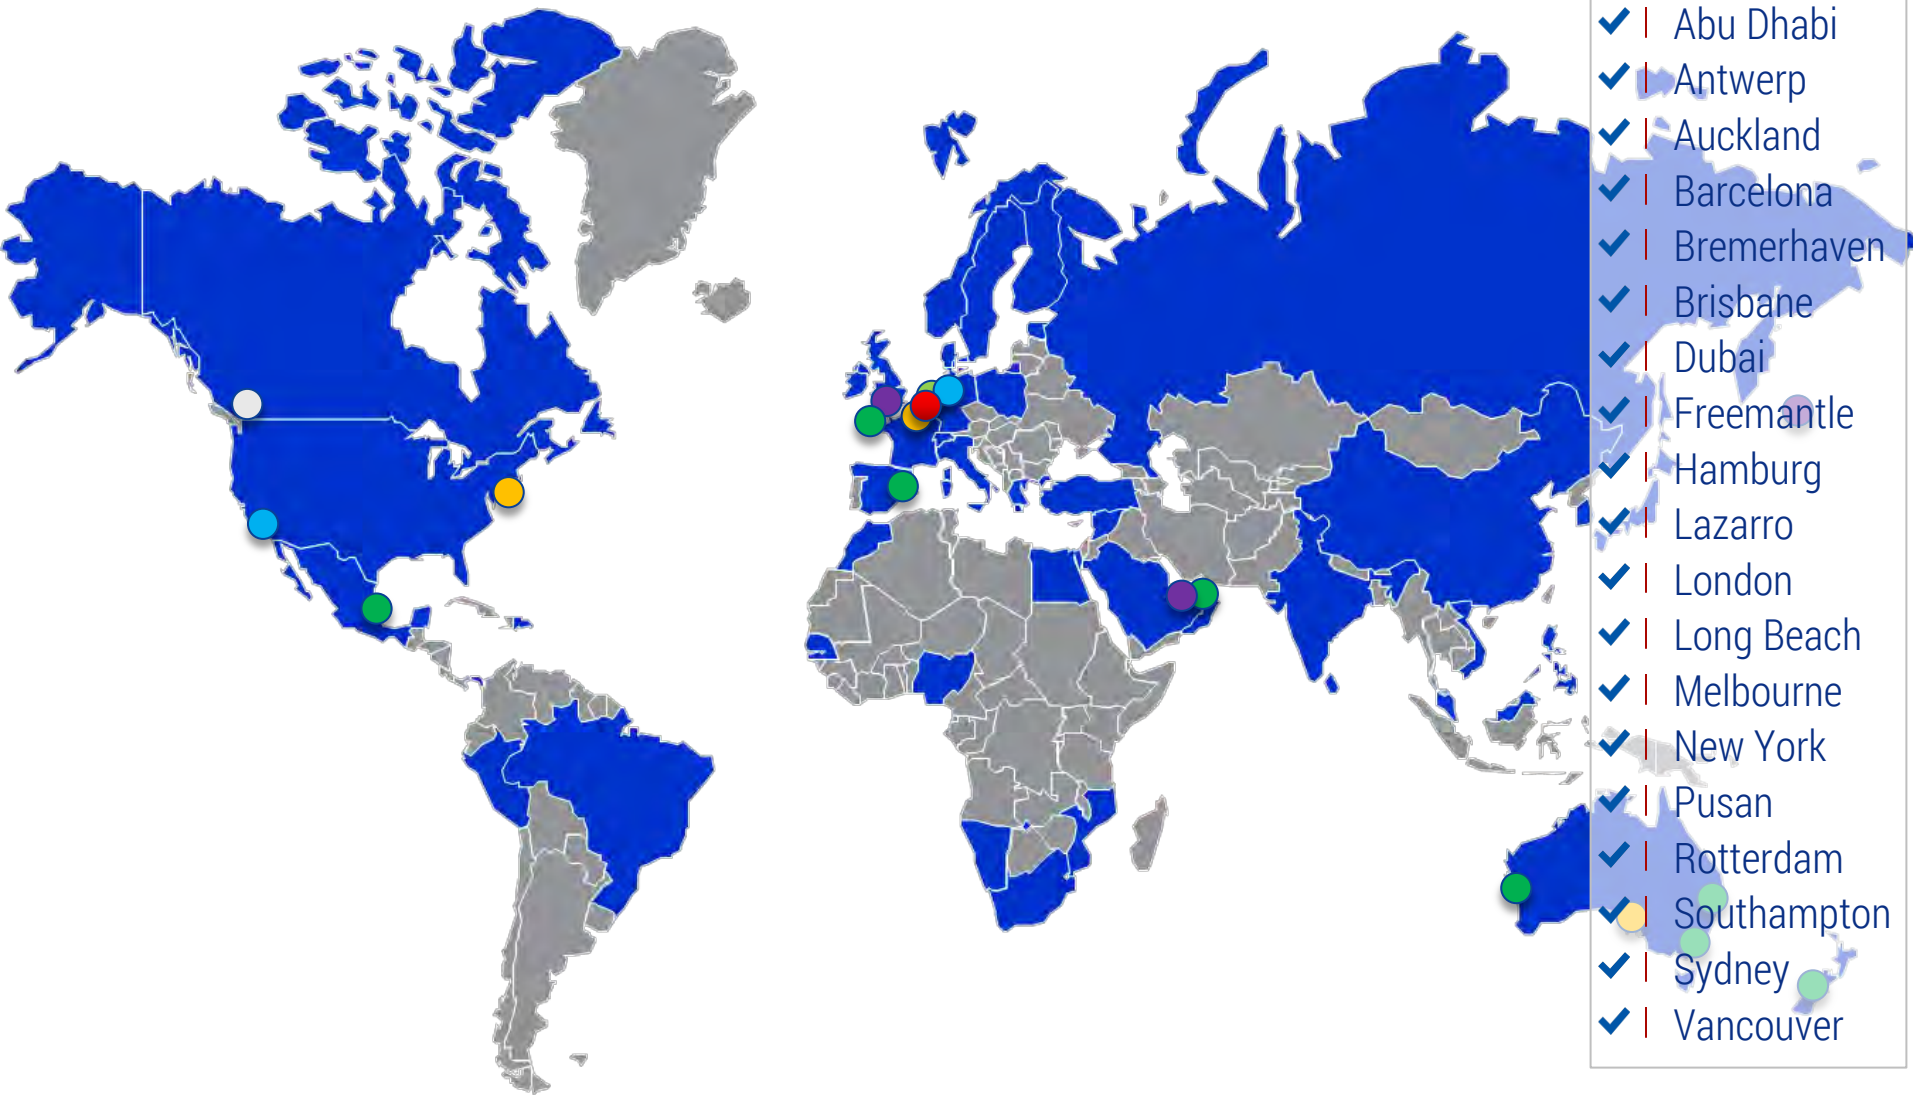 Abu Dhabi
Antwerp
Auckland
Barcelona
Bremerhaven
Brisbane
Dubai
Freemantle
Hamburg
Lazarro
London
Long Beach
Melbourne
New York
Pusan
Rotterdam
Southampton
Sydney
Vancouver